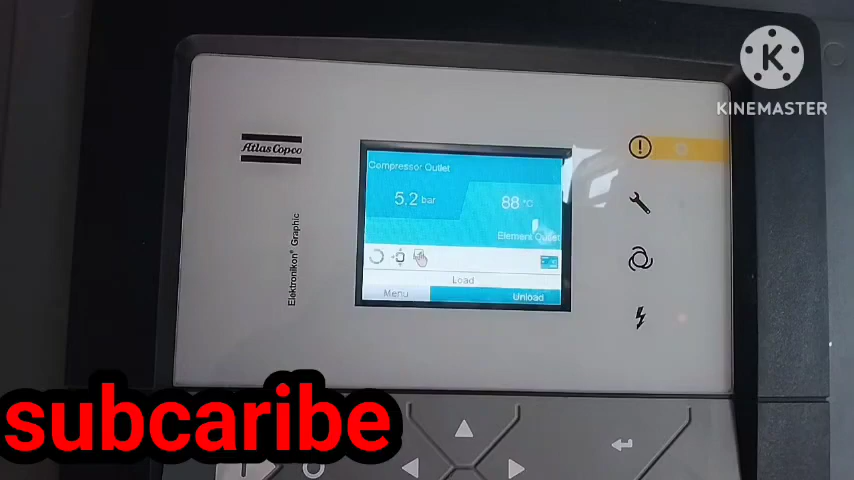 KINEMASTER
Atlas Copco
Elektronikon® Graphic
Compressor Outlet
5,2 bar
88 °C
Element Outlet
Load
Menu
Unload
subcaribe